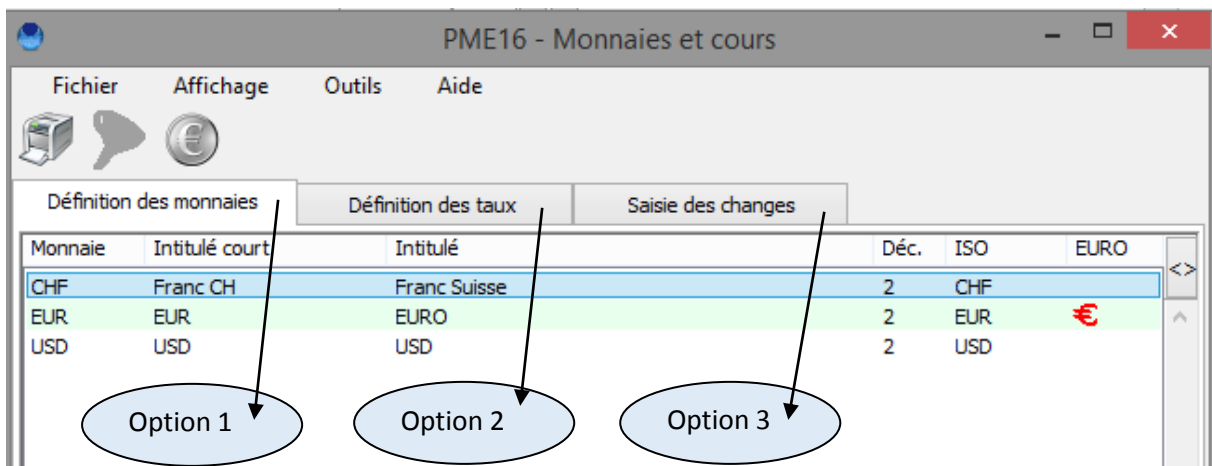 PME16 - Monnaies et cours
Fichier Affichage Outils Aide
Définition des monnaies Définition des taux Saisie des changes
Monnaie Intitulé court Intitulé Déc. ISO EURO
<>
CHF Franc CH Franc Suisse 2 CHF
EUR EUR EURO 2 EUR €
USD USD USD 2 USD
Option 1 Option 2 Option 3